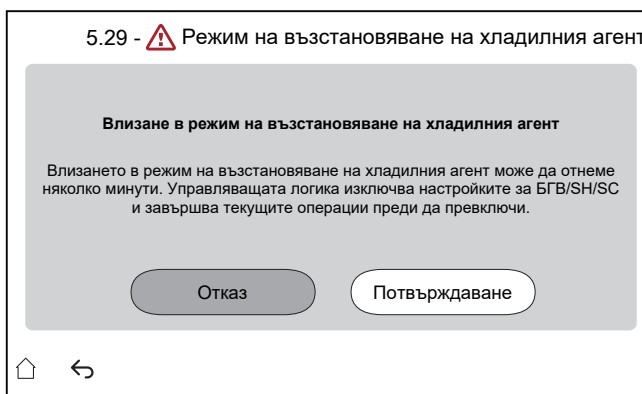 5.29 - Режим на възстановяване на хладилния агент
Влизане в режим на възстановяване на хладилния агент
Влизането в режим на възстановяване на хладилния агент може да отнеме
няколко минути. Управляващата логика изключва настройките за БГВ/SH/SC
и завършва текущите операции преди да превключи.
Отказ
Потвърждаване